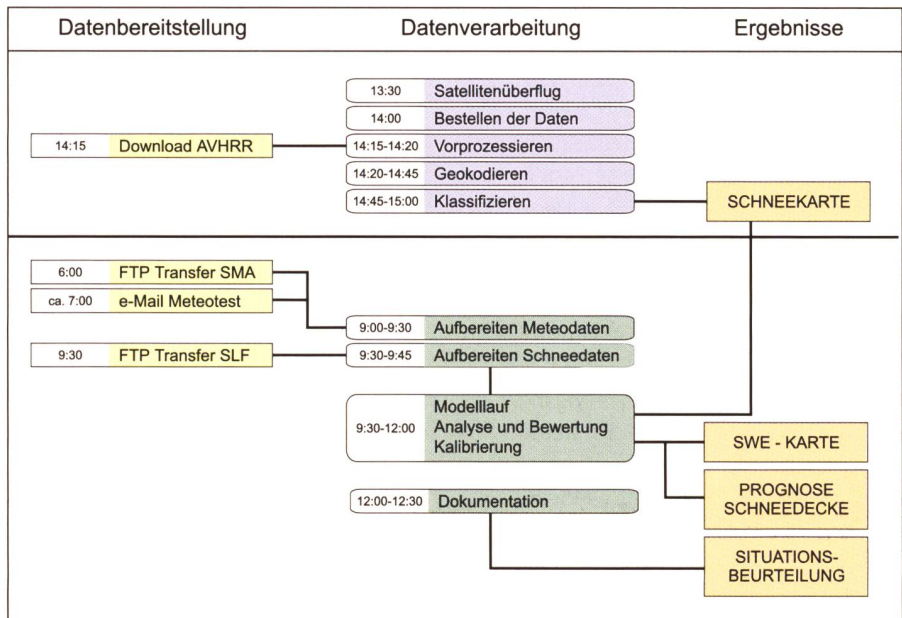 Datenbereitstellung
Datenverarbeitung
Ergebnisse
13:30 Satellitenüberflug
14:00 Bestellen der Daten
14:15 Download AVHRR
14:15-14:20 Vorprozessieren
14:20-14:45 Geokodieren
14:45-15:00 Klassifizieren
SCHNEEKARTE
6:00 FTP Transfer SMA
ca. 7:00 e-Mail Meteotest
9:00-9:30 Aufbereiten Meteodaten
9:30 FTP Transfer SLF
9:30-9:45 Aufbereiten Schneedaten
9:30-12:00
Modelllauf
Analyse und Bewertung
Kalibrierung
SWE - KARTE
PROGNOSE
SCHNEEDECKE
12:00-12:30 Dokumentation
SITUATIONS-
BEURTEILUNG